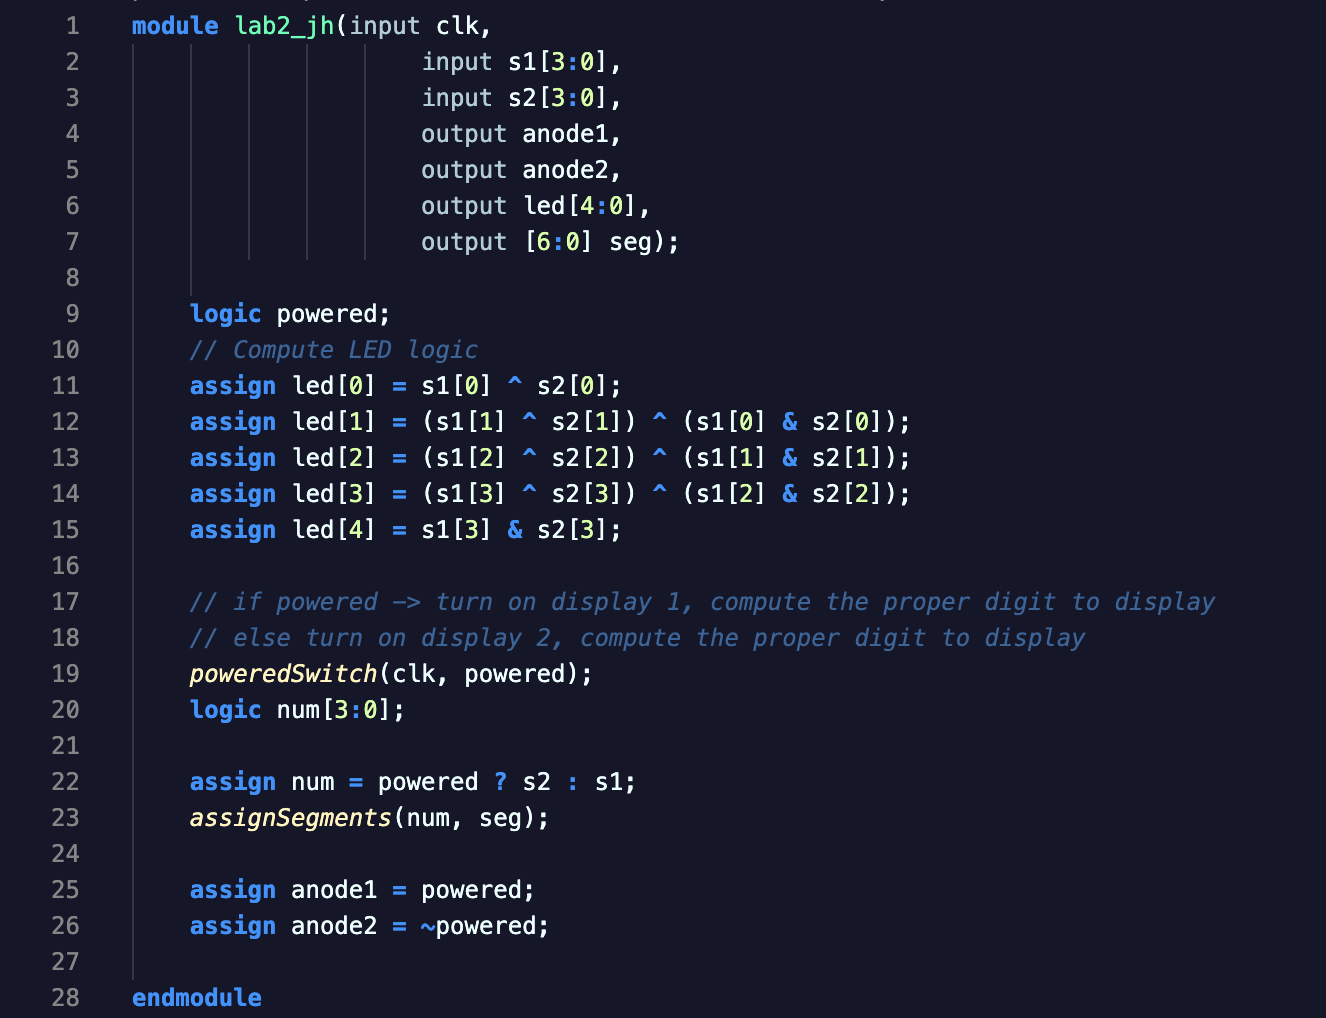 1 module lab2_jh(input clk,
2 input s1[3:0],
3 input s2[3:0],
4 output anode1,
5 output anode2,
6 output led[4:0],
7 output [6:0] seg);
8
9 logic powered;
10 // Compute LED logic
11 assign led[0] = s1[0] ^ s2[0];
12 assign led[1] = (s1[1] ^ s2[1]) ^ (s1[0] & s2[0]);
13 assign led[2] = (s1[2] ^ s2[2]) ^ (s1[1] & s2[1]);
14 assign led[3] = (s1[3] ^ s2[3]) ^ (s1[2] & s2[2]);
15 assign led[4] = s1[3] & s2[3];
16
17 // if powered -> turn on display 1, compute the proper digit to display
18 // else turn on display 2, compute the proper digit to display
19 poweredSwitch(clk, powered);
20 logic num[3:0];
21
22 assign num = powered ? s2 : s1;
23 assignSegments(num, seg);
24
25 assign anode1 = powered;
26 assign anode2 = ~powered;
27
28 endmodule